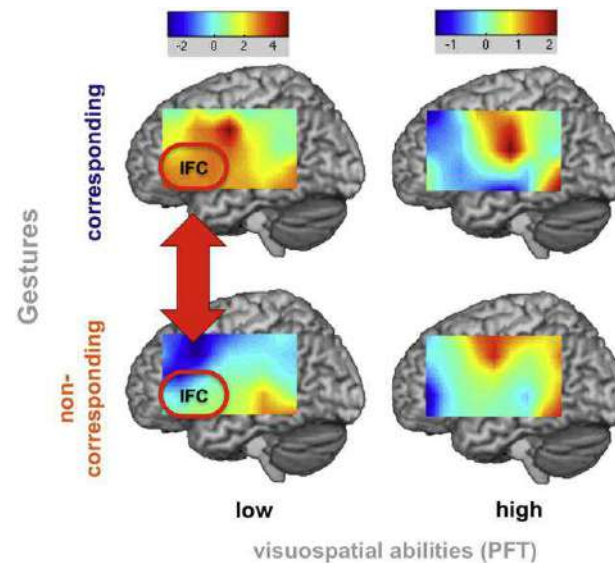 -2 0 2 4
-1 0 1 2
Gestures
corresponding
IFC
non-
corresponding
IFC
low
high
visuospatial abilities (PFT)